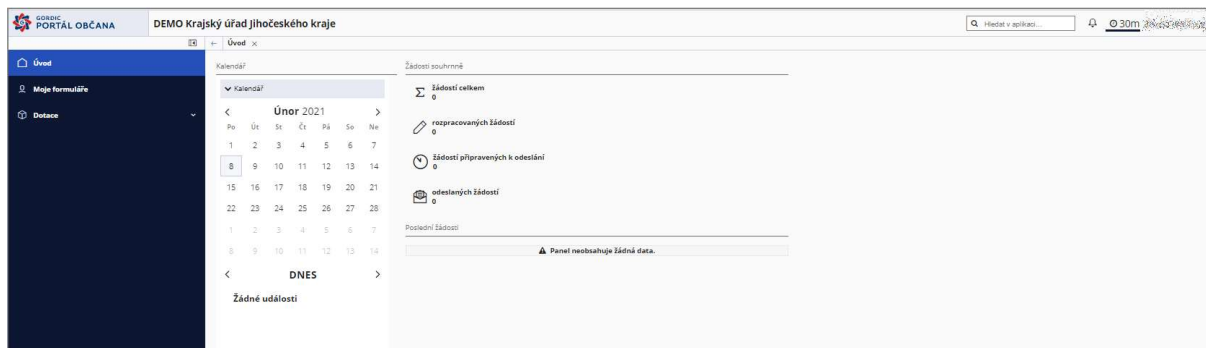 GORDIC
PORTÁL OBČANA
DEMO Krajský úřad Jihočeského kraje
Hledat v aplikaci...
30m
Úvod
Úvod
Moje formuláře
Dotace
Kalendář
Kalendář
Únor 2021
Po Út St Čt Pá So Ne
1 2 3 4 5 6 7
8 9 10 11 12 13 14
15 16 17 18 19 20 21
22 23 24 25 26 27 28
1 2 3 4 5 6 7
8 9 10 11 12 13 14
DNES
Žádné události
Žádosti souhrnně
žádostí celkem
0
rozpracovaných žádostí
0
žádostí připravených k odeslání
0
odeslaných žádostí
0
Poslední žádosti
Panel neobsahuje žádná data.